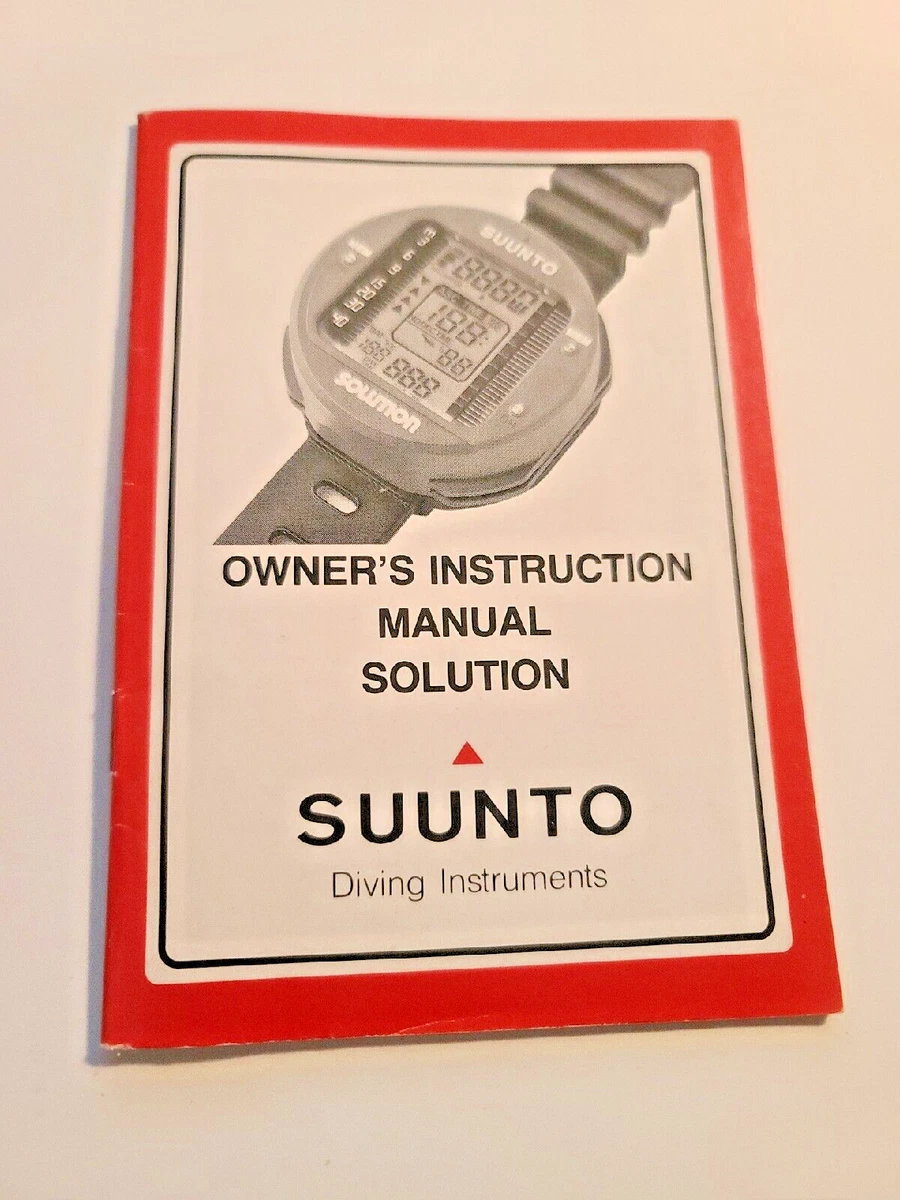 SUUNTO
SOLUTION
OWNER'S INSTRUCTION
MANUAL
SOLUTION
SUUNTO
Diving Instruments